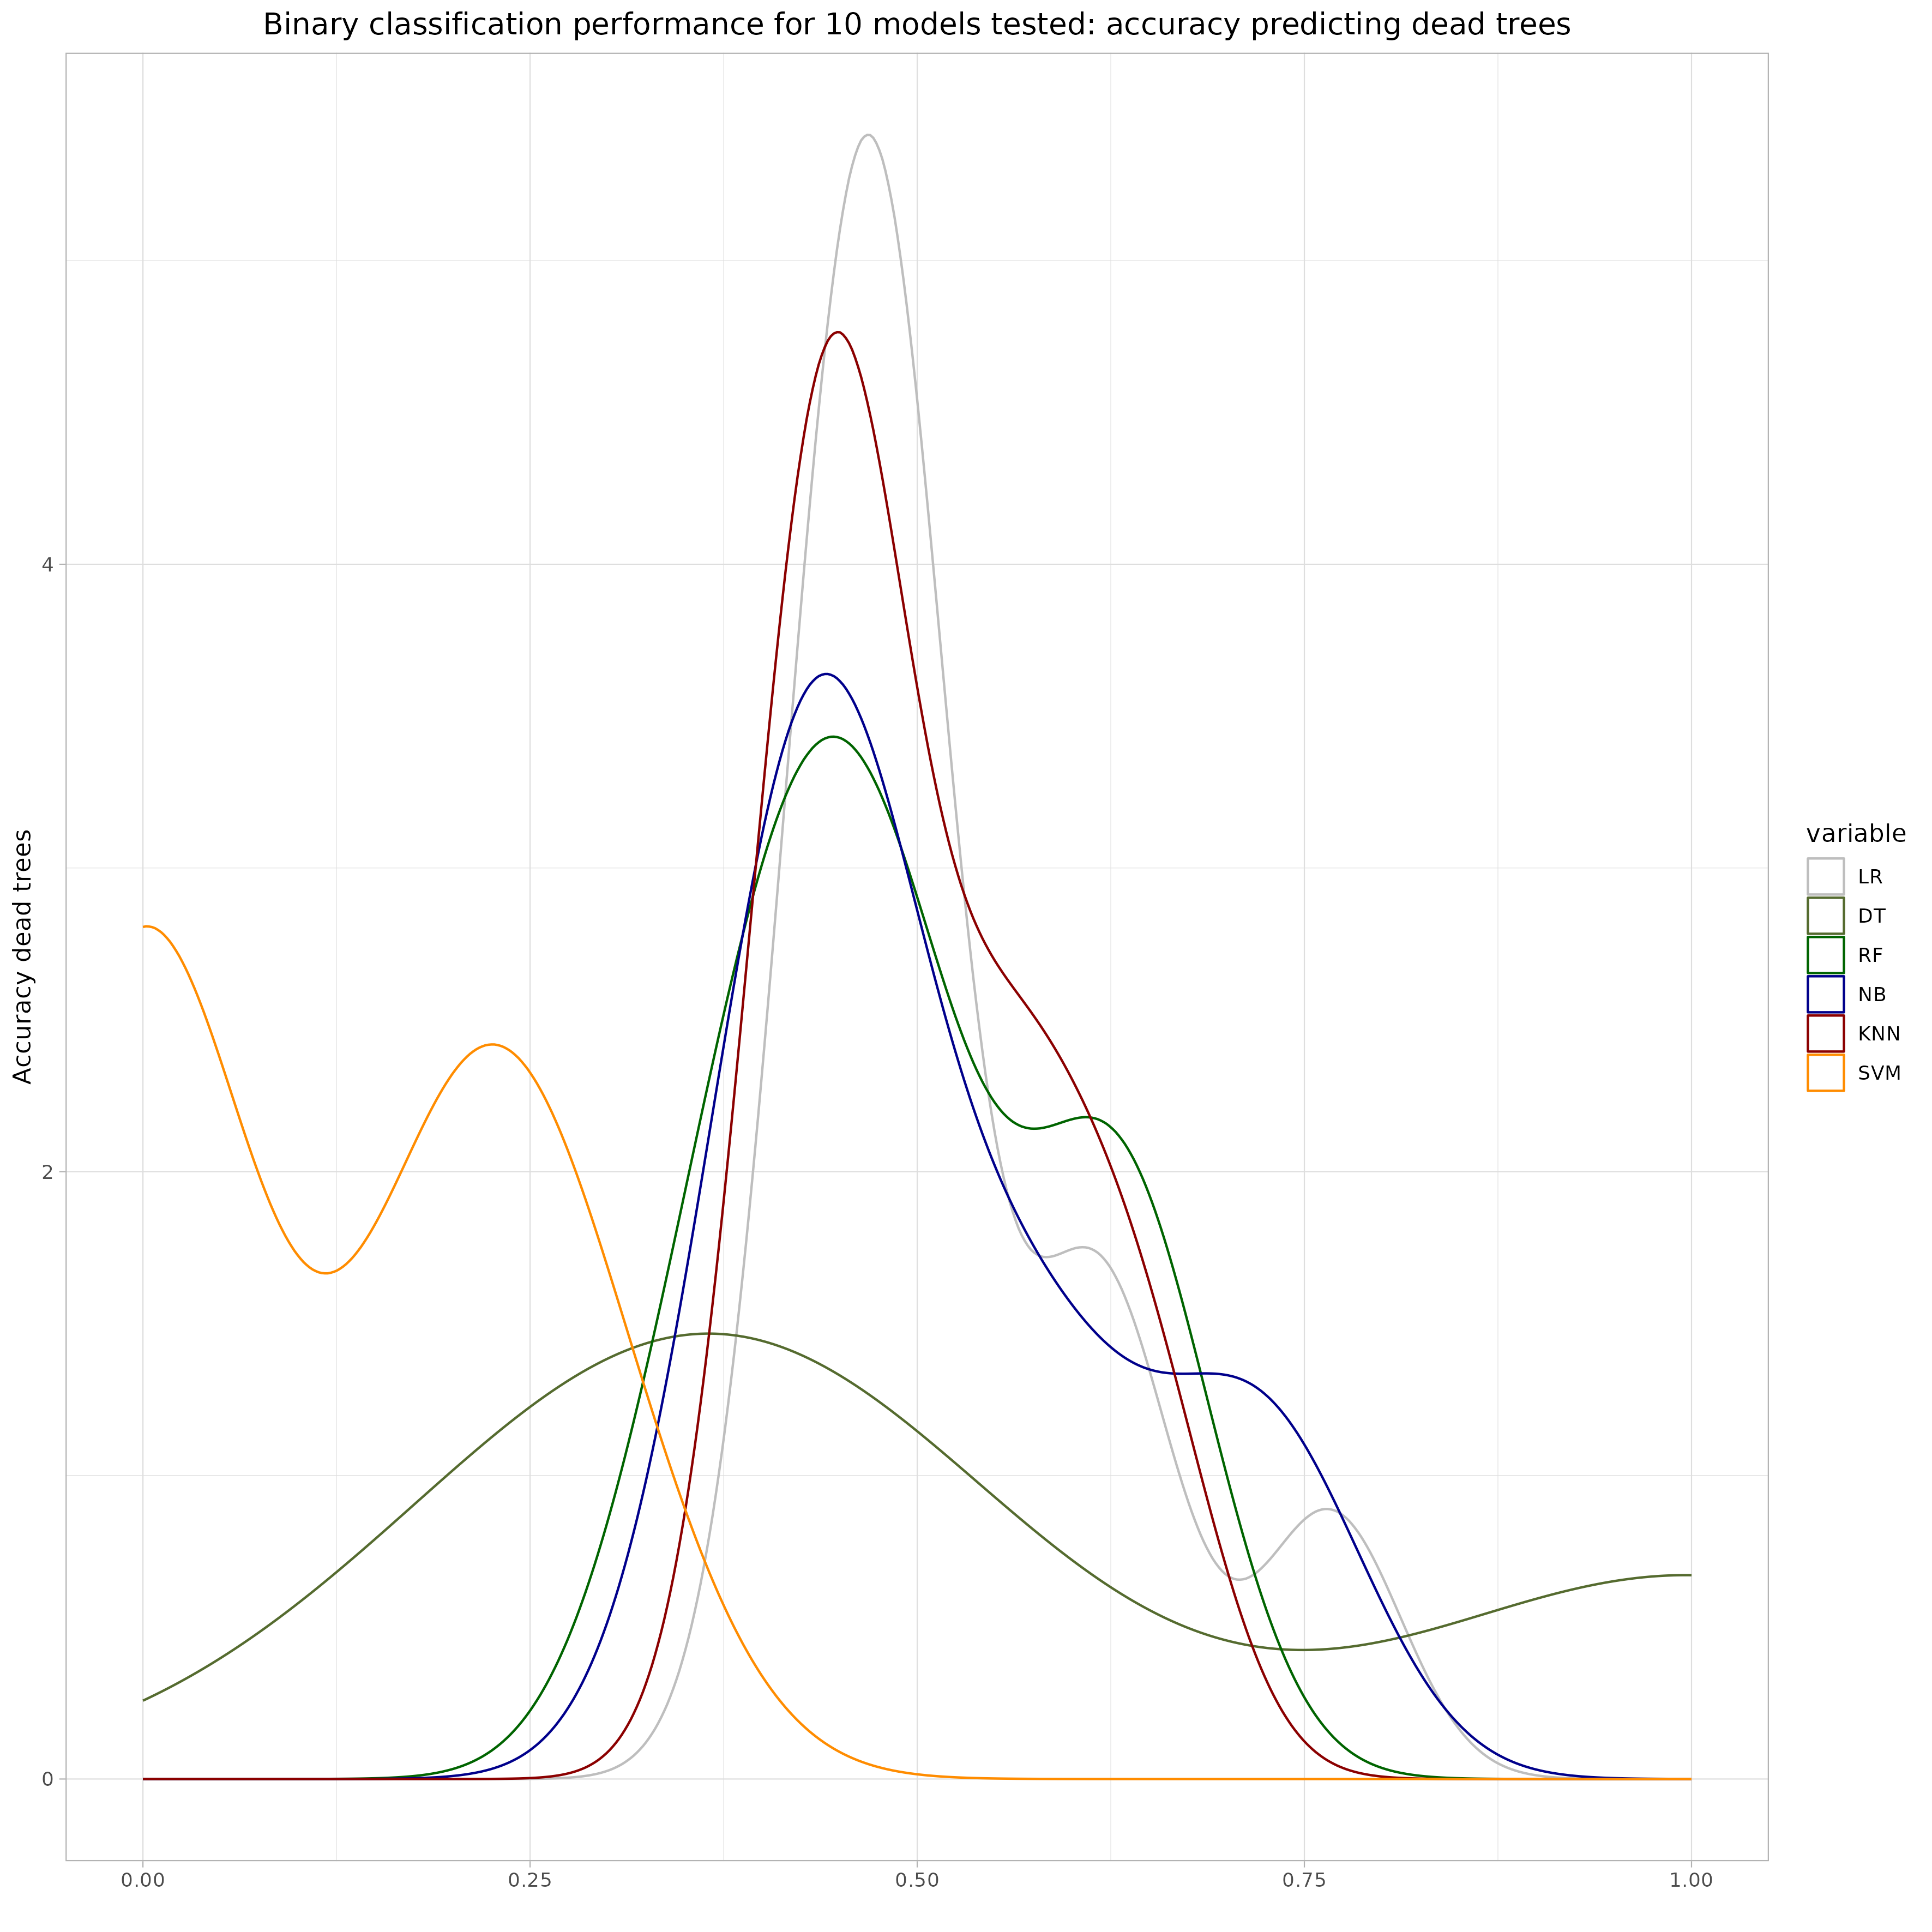 Binary classification performance for 10 models tested: accuracy predicting dead trees
Accuracy dead trees
4
2
0
0.00 0.25 0.50 0.75 1.00
variable
LR
DT
RF
NB
KNN
SVM